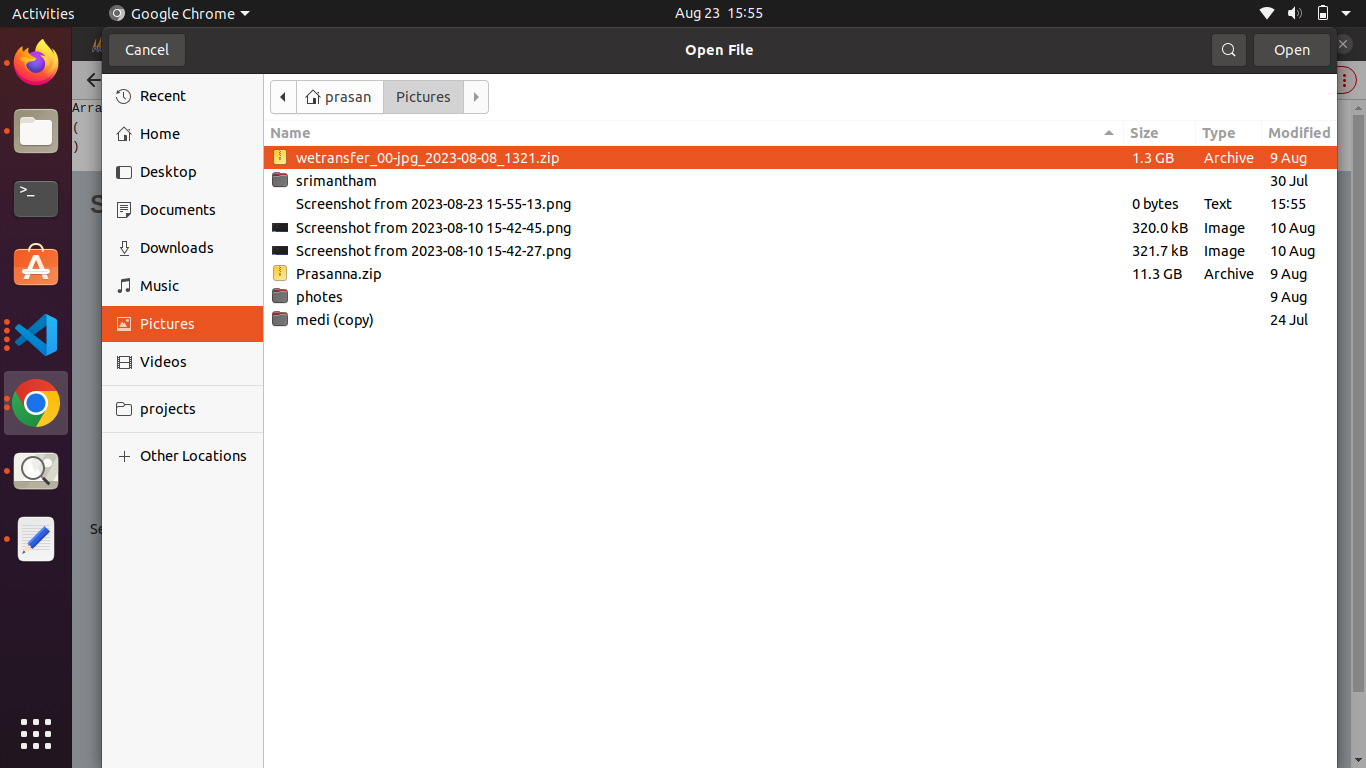 Activities Google Chrome Aug 23 15:55
Cancel Open File Open
Recent
Home
Desktop
Documents
Downloads
Music
Pictures
Videos
projects
Other Locations
prasan Pictures
Name Size Type Modified
wetransfer_00-jpg_2023-08-08_1321.zip 1.3 GB Archive 9 Aug
srimantham 30 Jul
Screenshot from 2023-08-23 15-55-13.png 0 bytes Text 15:55
Screenshot from 2023-08-10 15-42-45.png 320.0 kB Image 10 Aug
Screenshot from 2023-08-10 15-42-27.png 321.7 kB Image 10 Aug
Prasanna.zip 11.3 GB Archive 9 Aug
photes 9 Aug
medi (copy) 24 Jul
Arra
(
)
S
Se